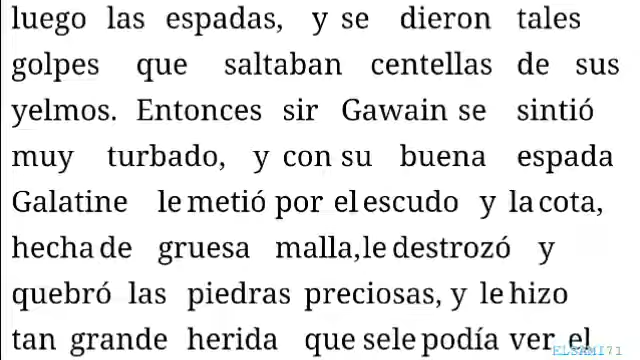 luego las espadas, y se dieron tales
golpes que saltaban centellas de sus
yelmos. Entonces sir Gawain se sintió
muy turbado, y con su buena espada
Galatine le metió por el escudo y la cota,
hecha de gruesa malla, le destrozó y
quebró las piedras preciosas, y le hizo
tan grande herida que se le podía ver el
ELSAMI71